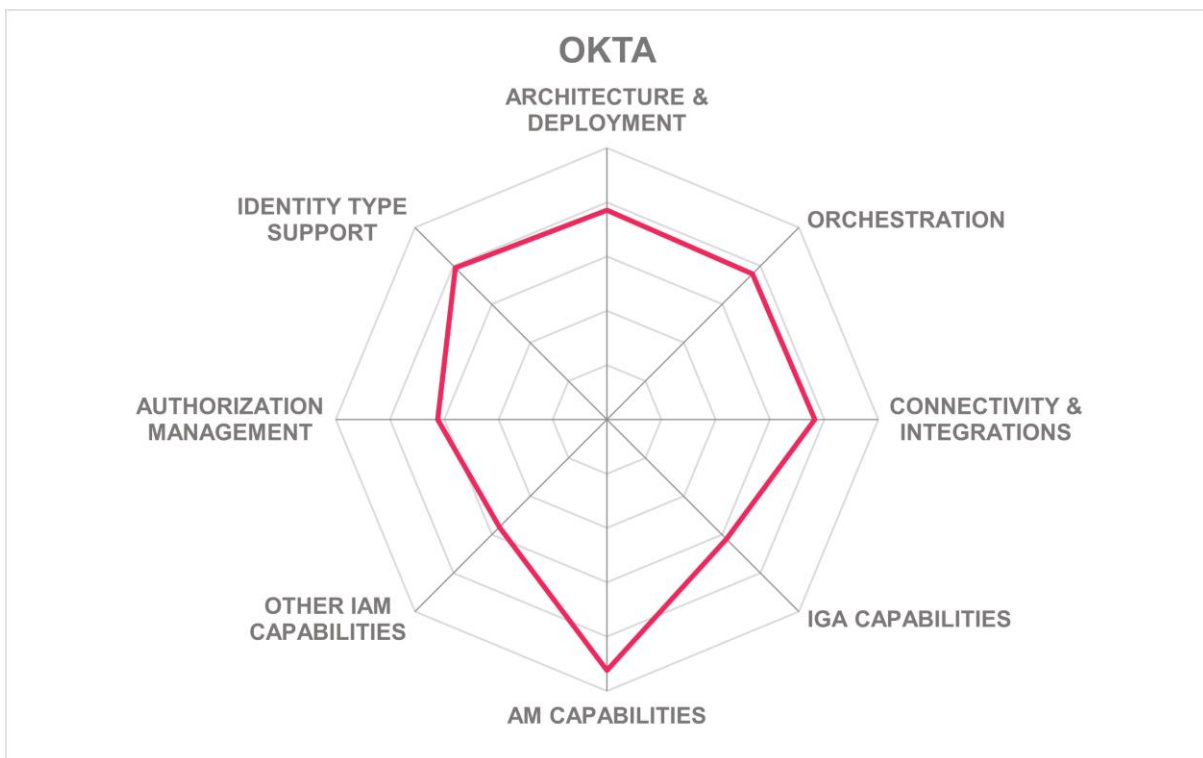 OKTA
ARCHITECTURE &
DEPLOYMENT
IDENTITY TYPE
SUPPORT
ORCHESTRATION
AUTHORIZATION
MANAGEMENT
CONNECTIVITY &
INTEGRATIONS
OTHER IAM
CAPABILITIES
IGA CAPABILITIES
AM CAPABILITIES